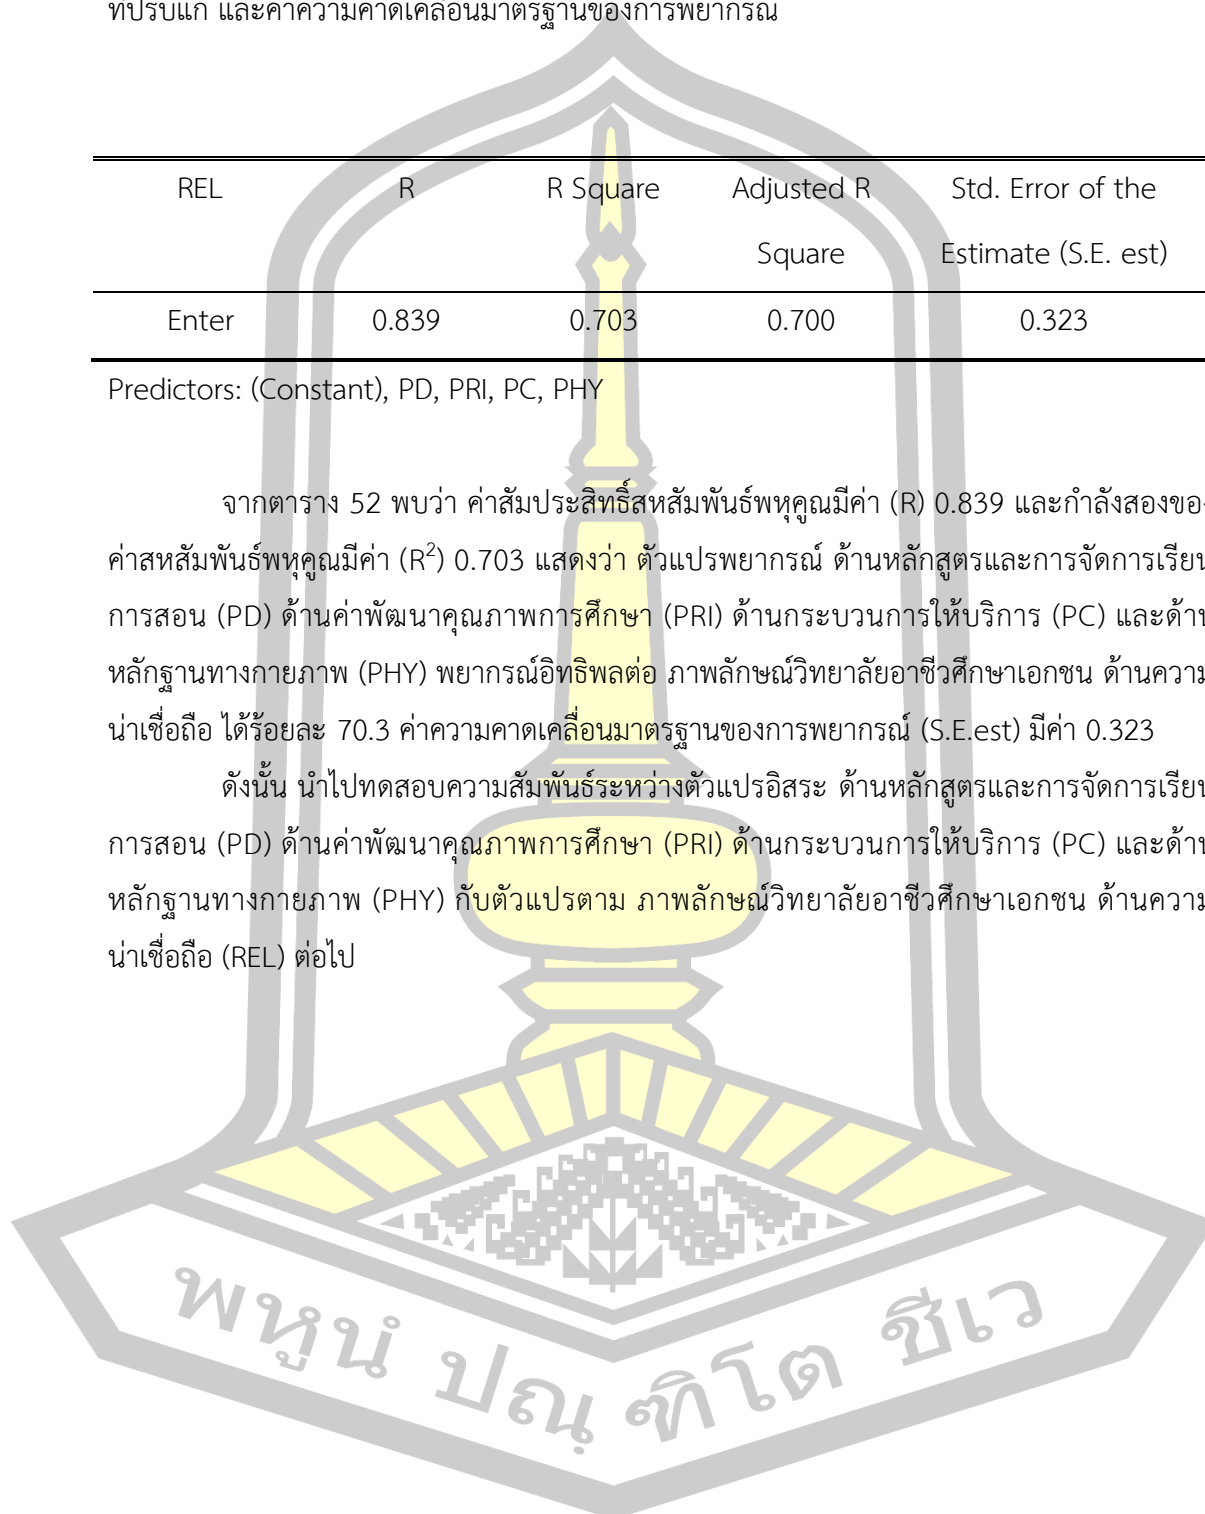 ที่ปรับแก้ และค่าความคาดเคลื่อนมาตรฐานของการพยากรณ์
REL R R Square Adjusted R Std. Error of the
Square Estimate (S.E. est)
Enter 0.839 0.703 0.700 0.323
Predictors: (Constant), PD, PRI, PC, PHY
จากตาราง 52 พบว่า ค่าสัมประสิทธิ์สหสัมพันธ์พหุคูณมีค่า (R) 0.839 และกำลังสองของ
ค่าสหสัมพันธ์พหุคูณมีค่า (R²) 0.703 แสดงว่า ตัวแปรพยากรณ์ ด้านหลักสูตรและการจัดการเรียน
การสอน (PD) ด้านค่าพัฒนาคุณภาพการศึกษา (PRI) ด้านกระบวนการให้บริการ (PC) และด้าน
หลักฐานทางกายภาพ (PHY) พยากรณ์อิทธิพลต่อ ภาพลักษณ์วิทยาลัยอาชีวศึกษาเอกชน ด้านความ
น่าเชื่อถือ ได้ร้อยละ 70.3 ค่าความคาดเคลื่อนมาตรฐานของการพยากรณ์ (S.E.est) มีค่า 0.323
ดังนั้น นำไปทดสอบความสัมพันธ์ระหว่างตัวแปรอิสระ ด้านหลักสูตรและการจัดการเรียน
การสอน (PD) ด้านค่าพัฒนาคุณภาพการศึกษา (PRI) ด้านกระบวนการให้บริการ (PC) และด้าน
หลักฐานทางกายภาพ (PHY) กับตัวแปรตาม ภาพลักษณ์วิทยาลัยอาชีวศึกษาเอกชน ด้านความ
น่าเชื่อถือ (REL) ต่อไป
พหูนํ ปณฺฑิโต ชีเว